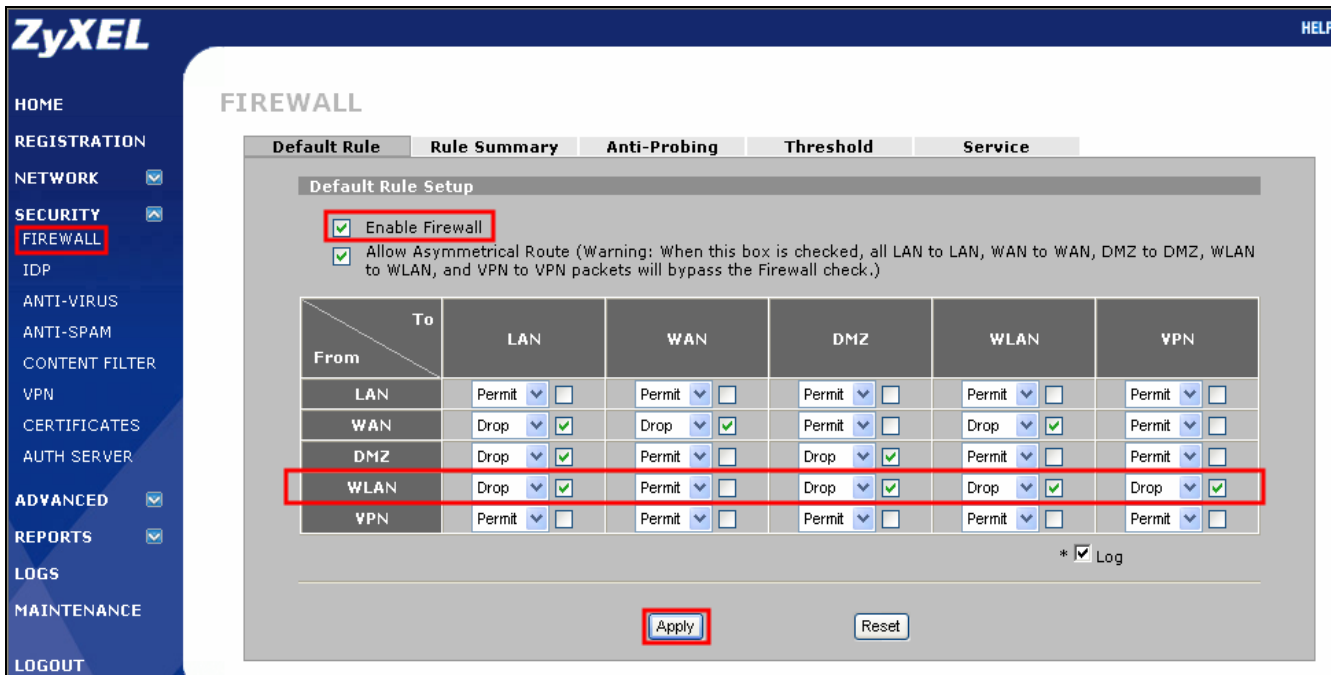 ZyXEL
HELP
HOME
REGISTRATION
NETWORK
SECURITY
FIREWALL
IDP
ANTI-VIRUS
ANTI-SPAM
CONTENT FILTER
VPN
CERTIFICATES
AUTH SERVER
ADVANCED
REPORTS
LOGS
MAINTENANCE
LOGOUT
FIREWALL
Default Rule Rule Summary Anti-Probing Threshold Service
Default Rule Setup
Enable Firewall
Allow Asymmetrical Route (Warning: When this box is checked, all LAN to LAN, WAN to WAN, DMZ to DMZ, WLAN
to WLAN, and VPN to VPN packets will bypass the Firewall check.)
To
From
LAN WAN DMZ WLAN VPN
LAN Permit Permit Permit Permit Permit
WAN Drop Drop Permit Drop Permit
DMZ Drop Permit Drop Permit Permit
WLAN Drop Permit Drop Drop Drop
VPN Permit Permit Permit Permit Permit
* Log
Apply Reset